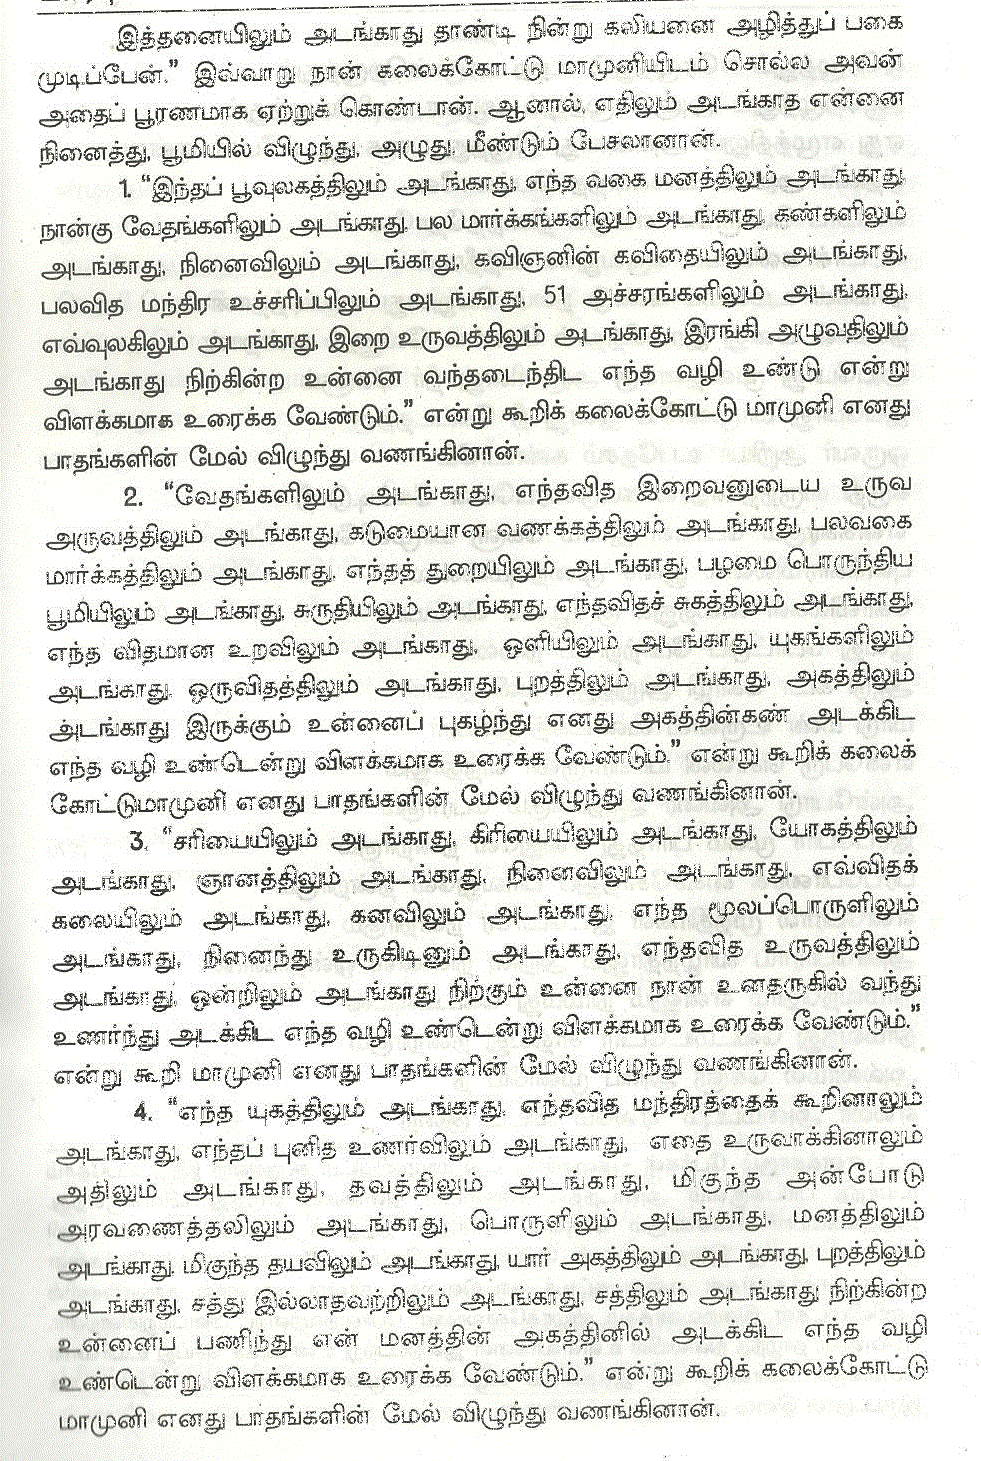 இத்தனையிலும் அடங்காது தாண்டி நின்று கலியனை அழித்துப் பகை
முடிப்பேன்.” இவ்வாறு நான் கலைக்கோட்டு மாமுனியிடம் சொல்ல அவன்
அதைப் பூரணமாக ஏற்றுக் கொண்டான். ஆனால், எதிலும் அடங்காத என்னை
நினைத்து, பூமியில் விழுந்து, அழுது, மீண்டும் பேசலானான்.
1. “இந்தப் பூவுலகத்திலும் அடங்காது, எந்த வகை மனத்திலும் அடங்காது,
நான்கு வேதங்களிலும் அடங்காது, பல மார்க்கங்களிலும் அடங்காது, கண்களிலும்
அடங்காது, நினைவிலும் அடங்காது, கவிஞனின் கவிதையிலும் அடங்காது,
பலவித மந்திர உச்சரிப்பிலும் அடங்காது, 51 அச்சரங்களிலும் அடங்காது,
எவ்வுலகிலும் அடங்காது, இறை உருவத்திலும் அடங்காது, இரங்கி அழுவதிலும்
அடங்காது நிற்கின்ற உன்னை வந்தடைந்திட எந்த வழி உண்டு என்று
விளக்கமாக உரைக்க வேண்டும்.” என்று கூறிக் கலைக்கோட்டு மாமுனி எனது
பாதங்களின் மேல் விழுந்து வணங்கினான்.
2. “வேதங்களிலும் அடங்காது, எந்தவித இறைவனுடைய உருவ
அருவத்திலும் அடங்காது, கடுமையான வணக்கத்திலும் அடங்காது, பலவகை
மார்க்கத்திலும் அடங்காது, எந்தத் துறையிலும் அடங்காது, பழமை பொருந்திய
பூமியிலும் அடங்காது, சுருதியிலும் அடங்காது, எந்தவிதச் சுகத்திலும் அடங்காது,
எந்த விதமான உறவிலும் அடங்காது, ஒளியிலும் அடங்காது, யுகங்களிலும்
அடங்காது, ஒருவிதத்திலும் அடங்காது, புறத்திலும் அடங்காது, அகத்திலும்
அடங்காது இருக்கும் உன்னைப் புகழ்ந்து எனது அகத்தின்கண் அடக்கிட
எந்த வழி உண்டென்று விளக்கமாக உரைக்க வேண்டும்.” என்று கூறிக் கலைக்
கோட்டுமாமுனி எனது பாதங்களின் மேல் விழுந்து வணங்கினான்.
3. “சரியையிலும் அடங்காது, கிரியையிலும் அடங்காது, யோகத்திலும்
அடங்காது, ஞானத்திலும் அடங்காது, நினைவிலும் அடங்காது, எவ்விதக்
கலையிலும் அடங்காது, கனவிலும் அடங்காது, எந்த மூலப்பொருளிலும்
அடங்காது, நினைந்து உருகிடினும் அடங்காது, எந்தவித உருவத்திலும்
அடங்காது, ஒன்றிலும் அடங்காது நிற்கும் உன்னை நான் உனதருகில் வந்து
உணர்ந்து அடக்கிட எந்த வழி உண்டென்று விளக்கமாக உரைக்க வேண்டும்.”
என்று கூறி மாமுனி எனது பாதங்களின் மேல் விழுந்து வணங்கினான்.
4. “எந்த யுகத்திலும் அடங்காது, எந்தவித மந்திரத்தைக் கூறினாலும்
அடங்காது, எந்தப் புனித உணர்விலும் அடங்காது, எதை உருவாக்கினாலும்
அதிலும் அடங்காது, தவத்திலும் அடங்காது, மிகுந்த அன்போடு
அரவணைத்தலிலும் அடங்காது, பொருளிலும் அடங்காது, மனத்திலும்
அடங்காது, மிகுந்த தயவிலும் அடங்காது, யார் அகத்திலும் அடங்காது, புறத்திலும்
அடங்காது, சத்து இல்லாதவற்றிலும் அடங்காது, சத்திலும் அடங்காது நிற்கின்ற
உன்னைப் பணிந்து என் மனத்தின் அகத்தினில் அடக்கிட எந்த வழி
உண்டென்று விளக்கமாக உரைக்க வேண்டும்.” என்று கூறிக் கலைக்கோட்டு
மாமுனி எனது பாதங்களின் மேல் விழுந்து வணங்கினான்.